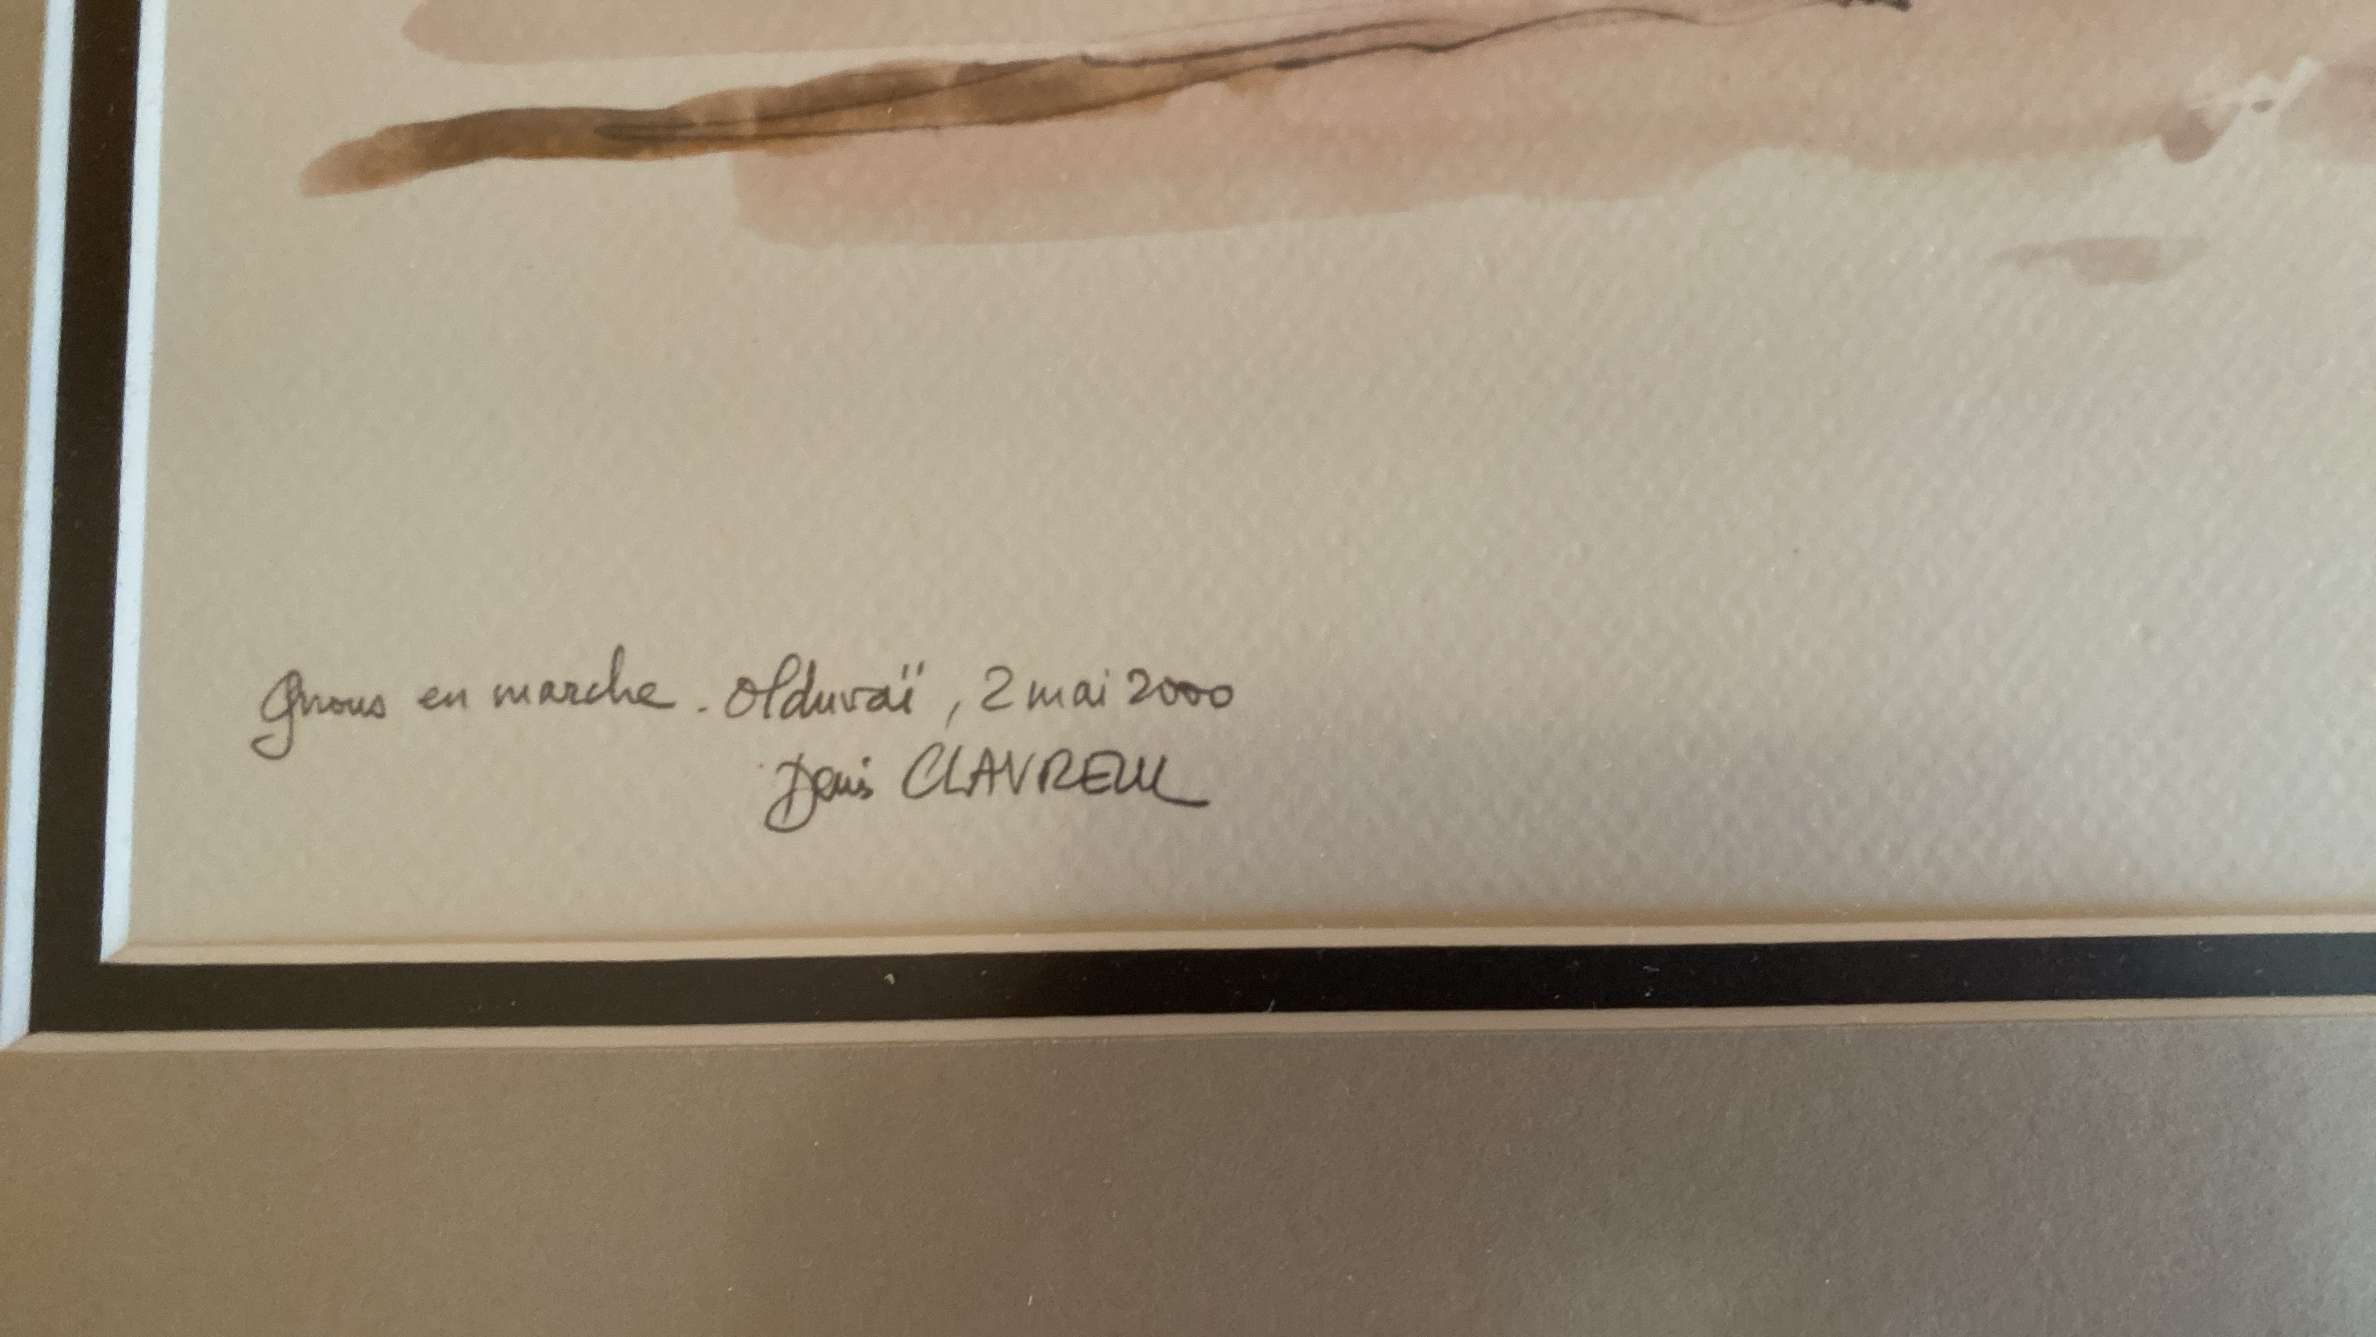 Gnous en marche. Olduvaï, 2 mai 2000
Denis CLAVREUL